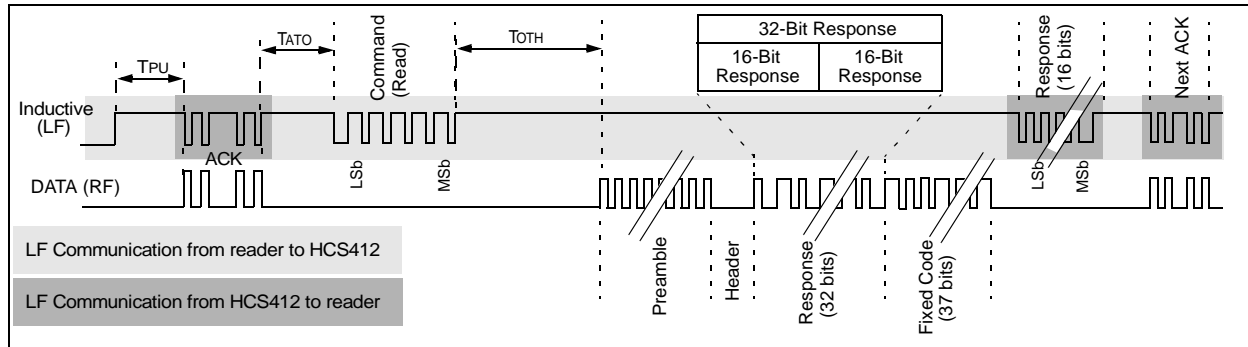 TPU
TATO
Command
(Read)
TOTH
32-Bit Response
16-Bit
Response
16-Bit
Response
Response
(16 bits)
Next ACK
Inductive
(LF)
ACK
LSb
MSb
LSb
MSb
DATA (RF)
LF Communication from reader to HCS412
LF Communication from HCS412 to reader
Preamble
Header
Response
(32 bits)
Fixed Code
(37 bits)